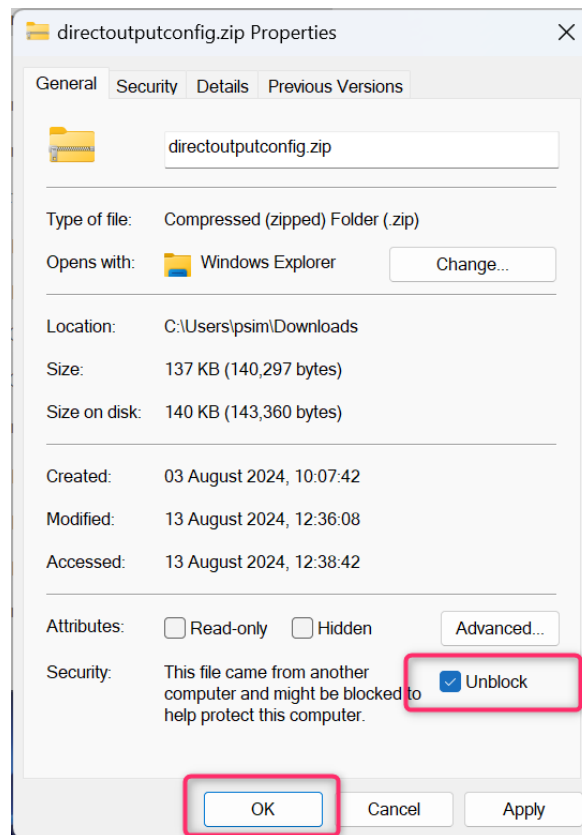 directoutputconfig.zip Properties
General Security Details Previous Versions
directoutputconfig.zip
Type of file: Compressed (zipped) Folder (.zip)
Opens with: Windows Explorer Change...
Location: C:\Users\psim\Downloads
Size: 137 KB (140,297 bytes)
Size on disk: 140 KB (143,360 bytes)
Created: 03 August 2024, 10:07:42
Modified: 13 August 2024, 12:36:08
Accessed: 13 August 2024, 12:38:42
Attributes: Read-only Hidden Advanced...
Security: This file came from another
computer and might be blocked to Unblock
help protect this computer.
OK Cancel Apply